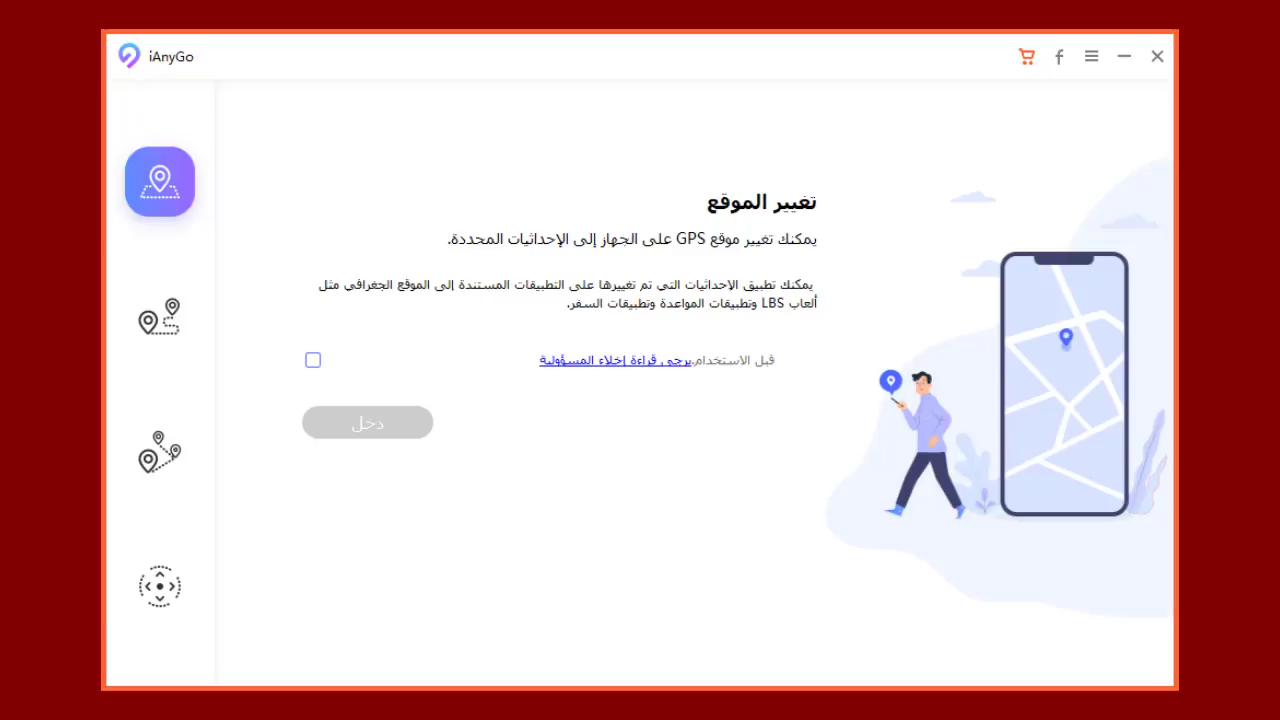 iAnyGo
تغيير الموقع
يمكنك تغيير موقع GPS على الجهاز إلى الإحداثيات المحددة.
يمكنك تطبيق الإحداثيات التي تم تغييرها على التطبيقات المستندة إلى الموقع الجغرافي مثل
ألعاب LBS وتطبيقات المواعدة وتطبيقات السفر.
قبل الاستخدام,يرجى قراءة إخلاء المسؤولية
دخل